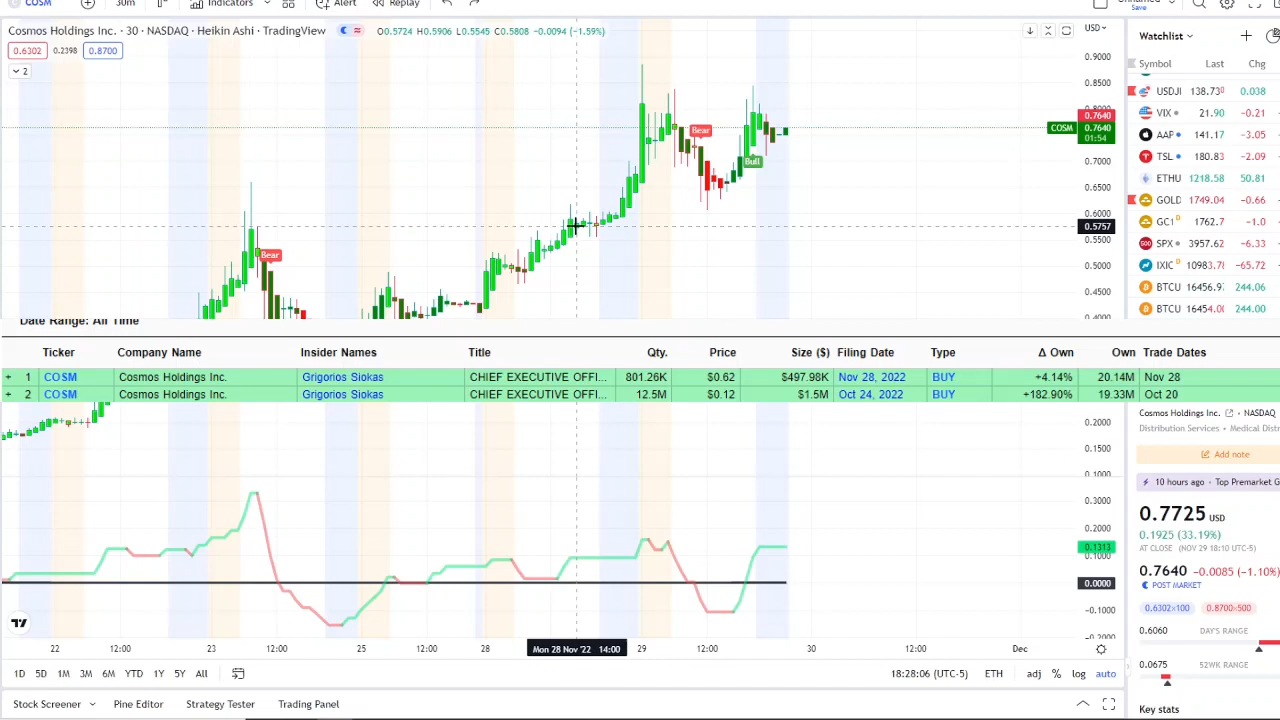 COSM 30m Indicators Alert Replay Save
Cosmos Holdings Inc. · 30 · NASDAQ · Heikin Ashi · TradingView O0.5724 H0.5906 L0.5545 C0.5808 -0.0094 (-1.59%) USD
0.6302 0.2398 0.8700
2
Bear
Bear
Bull
0.9000
0.8500
0.7640
COSM 0.7640
01:54
0.7000
0.6500
0.6000
0.5757
0.5500
0.5000
0.4500
0.4000
Watchlist
Symbol Last Chg
USDJ 138.730 0.038
VIX 21.90 -0.21
AAP 141.17 -3.05
TSL 180.83 -2.09
ETHU 1218.58 50.81
GOLD 1749.04 -0.66
GC1 D 1762.7 -1.0
SPX 3957.62 -6.33
IXIC D 10983.78 -65.72
BTCU 16456.97 244.06
BTCU 16454.00 244.00
Date Range: All Time
Ticker Company Name Insider Names Title Qty. Price Size ($) Filing Date Type Δ Own Own Trade Dates
+ 1 COSM Cosmos Holdings Inc. Grigorios Siokas CHIEF EXECUTIVE OFFI... 801.26K $0.62 $497.98K Nov 28, 2022 BUY +4.14% 20.14M Nov 28
+ 2 COSM Cosmos Holdings Inc. Grigorios Siokas CHIEF EXECUTIVE OFFI... 12.5M $0.12 $1.5M Oct 24, 2022 BUY +182.90% 19.33M Oct 20
0.2000
0.1500
0.1000
0.3000
0.2000
0.1313
0.1000
0.0000
-0.1000
-0.2000
Cosmos Holdings Inc. · NASDAQ
Distribution Services · Medical Distr
Add note
10 hours ago · Top Premarket G
0.7725 USD
0.1925 (33.19%)
AT CLOSE (NOV 29 18:10 UTC-5)
0.7640 -0.0085 (-1.10%)
POST MARKET
0.6302×100 0.8700×500
0.6060 DAY'S RANGE
0.0675 52WK RANGE
Key stats
22 12:00 23 12:00 25 12:00 28 Mon 28 Nov '22 14:00 29 12:00 30 12:00 Dec
1D 5D 1M 3M 6M YTD 1Y 5Y All 18:28:06 (UTC-5) ETH adj % log auto
Stock Screener Pine Editor Strategy Tester Trading Panel